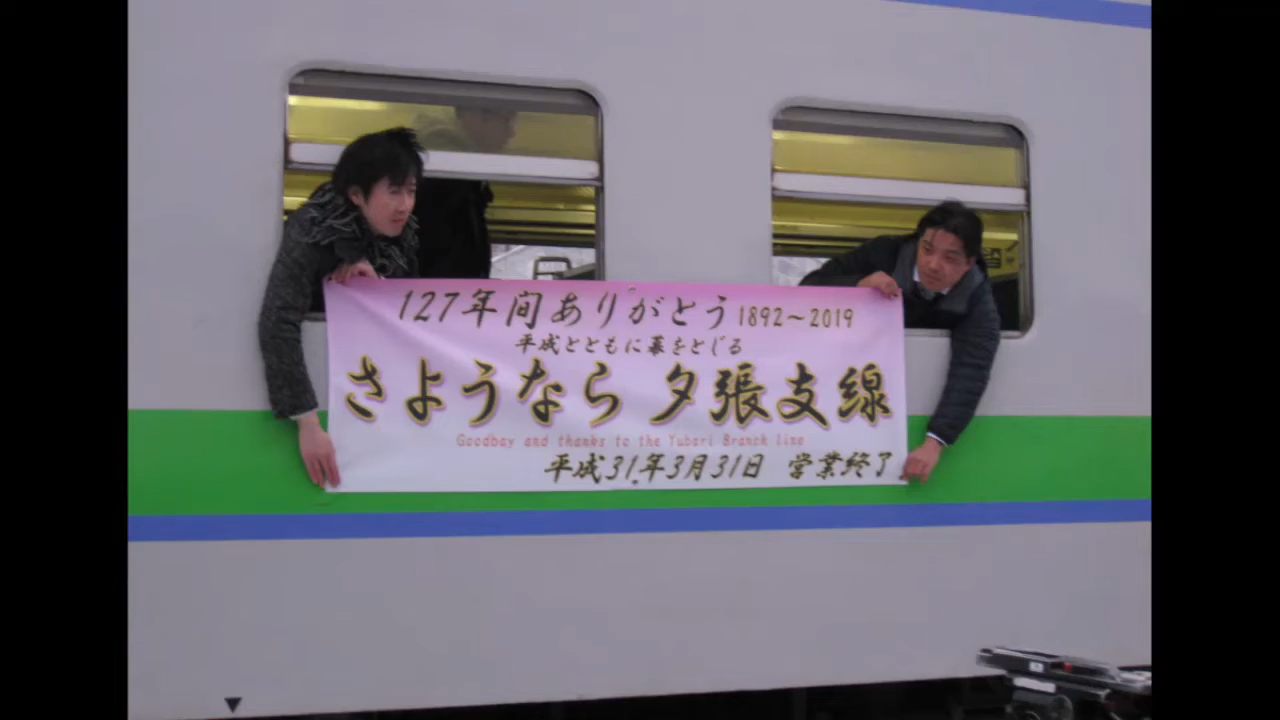 127年間ありがとう 1892～2019
平成とともに幕をとじる
さようなら 夕張支線
Goodbay and thanks to the Yubari Branch line
平成31年3月31日 営業終了